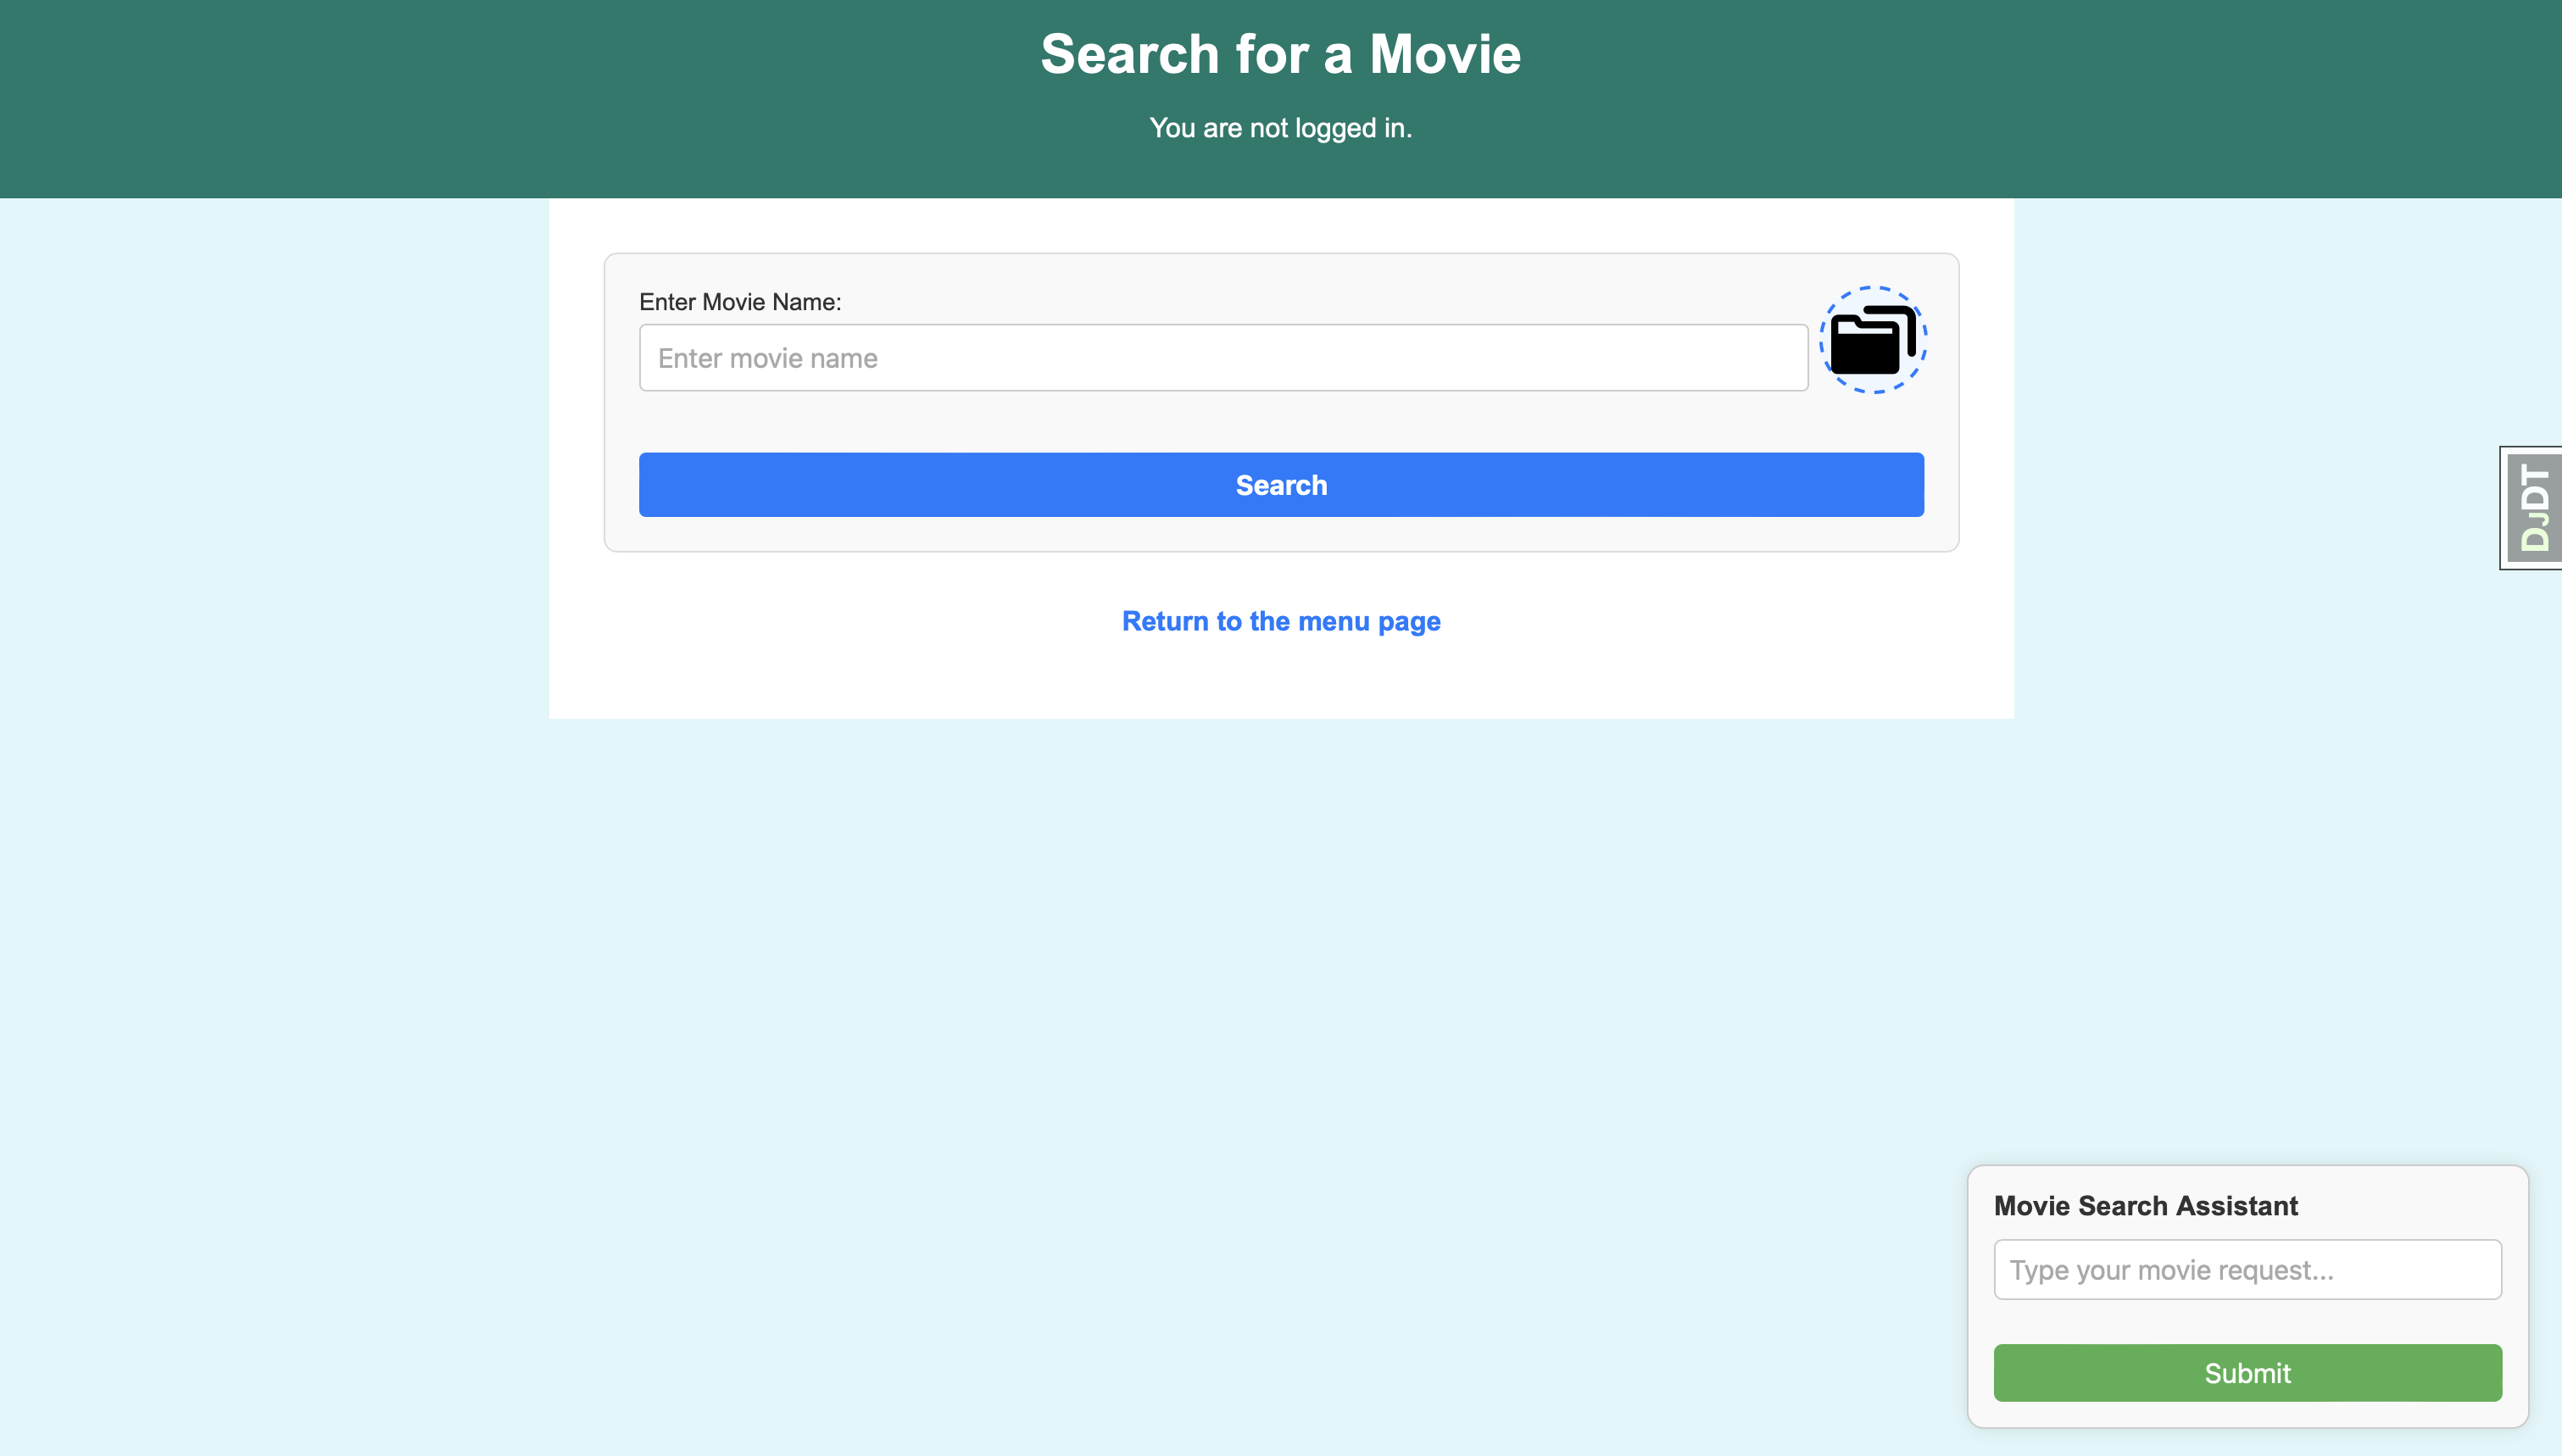 Search for a Movie
You are not logged in.
Enter Movie Name:
Enter movie name
Search
Return to the menu page
DJDT
Movie Search Assistant
Type your movie request...
Submit